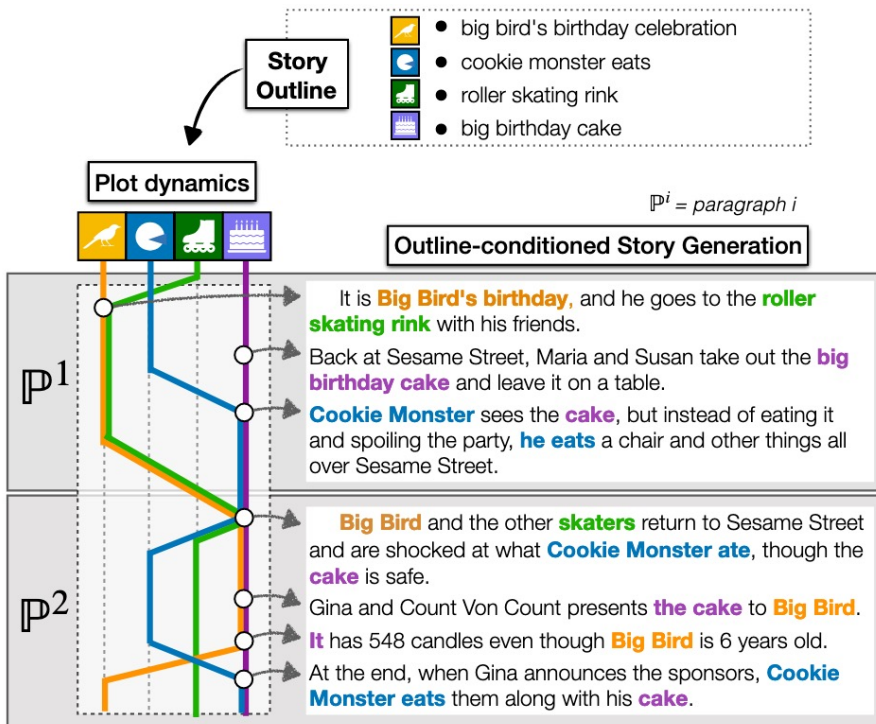 Story
Outline
● big bird's birthday celebration
● cookie monster eats
● roller skating rink
● big birthday cake
Plot dynamics
ℙⁱ = paragraph i
Outline-conditioned Story Generation
ℙ¹
It is Big Bird's birthday, and he goes to the roller
skating rink with his friends.
Back at Sesame Street, Maria and Susan take out the big
birthday cake and leave it on a table.
Cookie Monster sees the cake, but instead of eating it
and spoiling the party, he eats a chair and other things all
over Sesame Street.
ℙ²
Big Bird and the other skaters return to Sesame Street
and are shocked at what Cookie Monster ate, though the
cake is safe.
Gina and Count Von Count presents the cake to Big Bird.
It has 548 candles even though Big Bird is 6 years old.
At the end, when Gina announces the sponsors, Cookie
Monster eats them along with his cake.